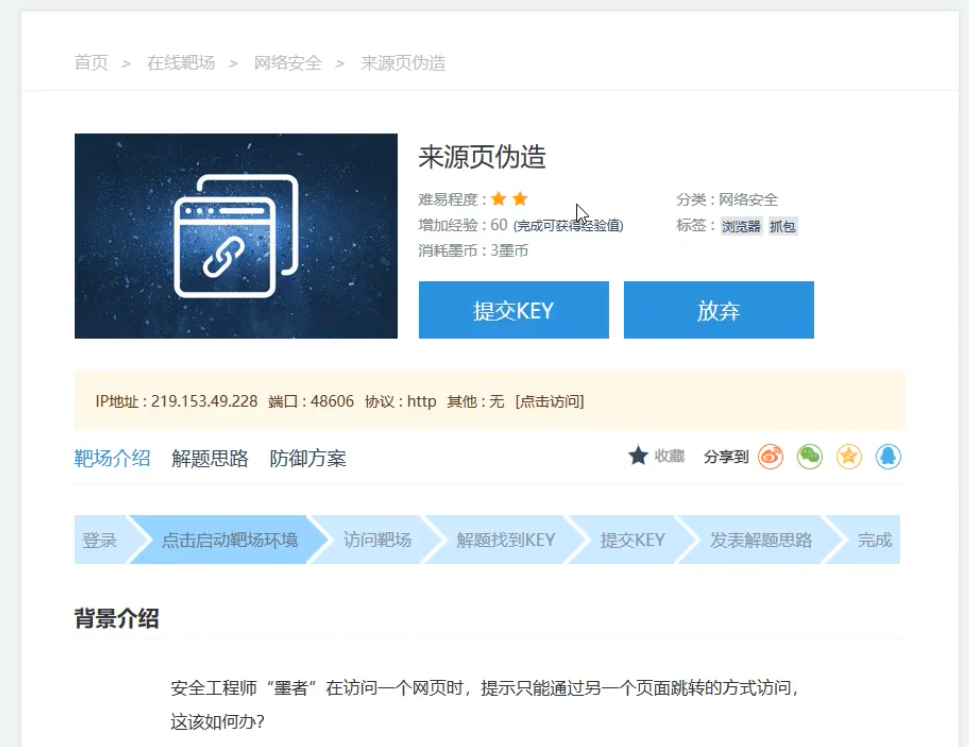 首页 > 在线靶场 > 网络安全 > 来源页伪造
来源页伪造
难易程度：
分类：网络安全
增加经验：60 (完成可获得经验值)
标签：浏览器 抓包
消耗墨币：3墨币
提交KEY
放弃
IP地址 : 219.153.49.228 端口 : 48606 协议 : http 其他 : 无 [点击访问]
靶场介绍 解题思路 防御方案
收藏 分享到
登录 点击启动靶场环境 访问靶场 解题找到KEY 提交KEY 发表解题思路 完成
背景介绍
安全工程师“墨者”在访问一个网页时，提示只能通过另一个页面跳转的方式访问，
这该如何办？